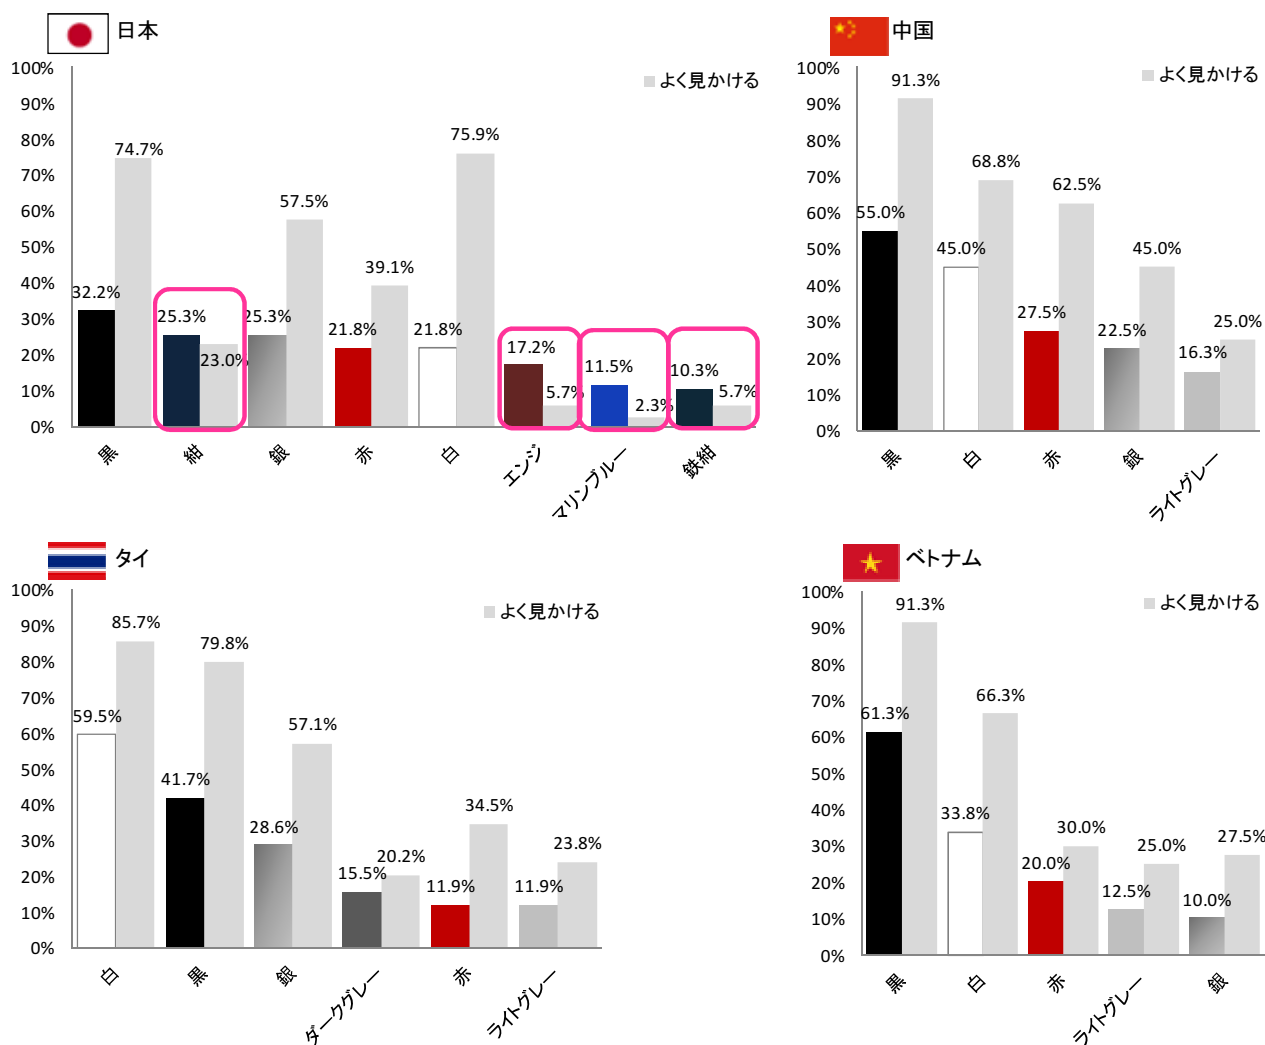 日本
よく見かける
100%
90%
80%
70%
60%
50%
40%
30%
20%
10%
0%
32.2%
74.7%
25.3%
23.0%
25.3%
57.5%
21.8%
39.1%
21.8%
75.9%
17.2%
5.7%
11.5%
2.3%
10.3%
5.7%
黒
紺
銀
赤
白
エンジ
マリンブルー
鉄紺
中国
よく見かける
100%
90%
80%
70%
60%
50%
40%
30%
20%
10%
0%
55.0%
91.3%
45.0%
68.8%
27.5%
62.5%
22.5%
45.0%
16.3%
25.0%
黒
白
赤
銀
ライトグレー
タイ
よく見かける
100%
90%
80%
70%
60%
50%
40%
30%
20%
10%
0%
59.5%
85.7%
41.7%
79.8%
28.6%
57.1%
15.5%
20.2%
11.9%
34.5%
11.9%
23.8%
白
黒
銀
ダークグレー
赤
ライトグレー
ベトナム
よく見かける
100%
90%
80%
70%
60%
50%
40%
30%
20%
10%
0%
61.3%
91.3%
33.8%
66.3%
20.0%
30.0%
12.5%
25.0%
10.0%
27.5%
黒
白
赤
ライトグレー
銀